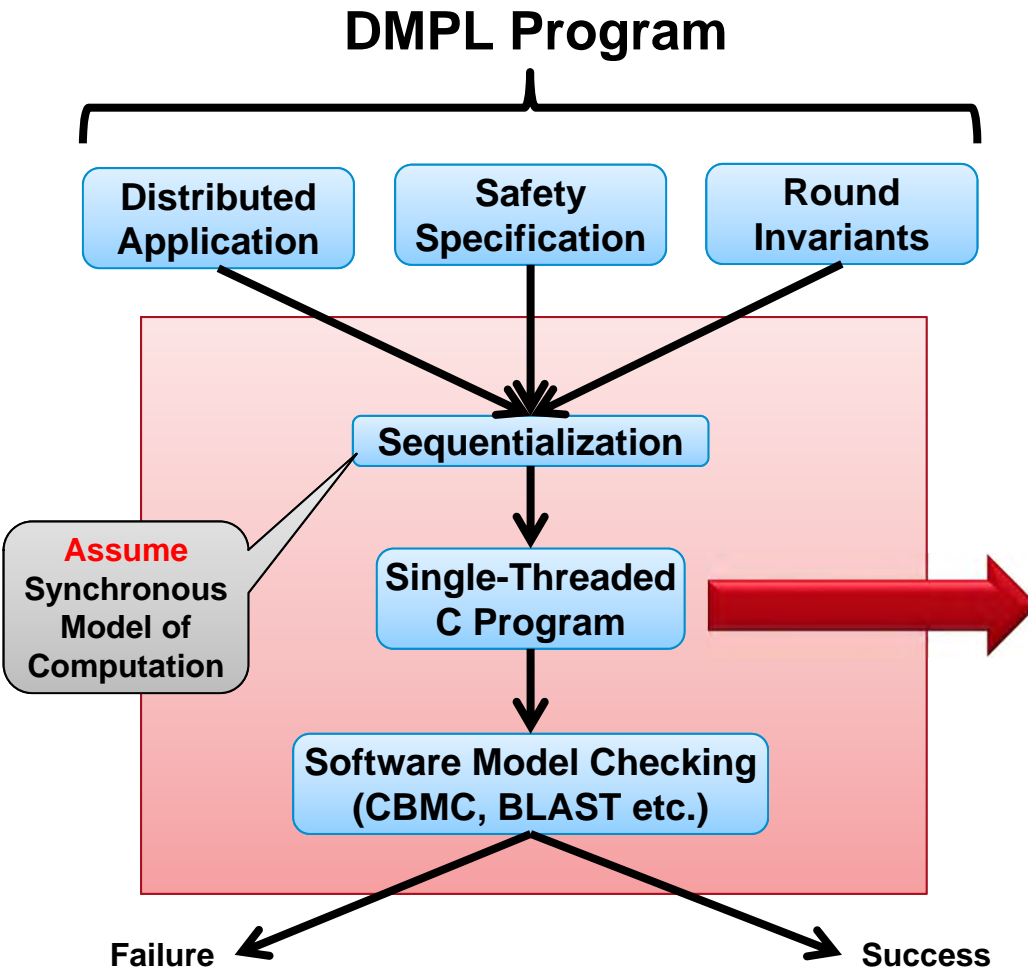 DMPL Program
Distributed
Application
Safety
Specification
Round
Invariants
Sequentialization
Assume
Synchronous
Model of
Computation
Single-Threaded
C Program
Software Model Checking
(CBMC, BLAST etc.)
Failure
Success